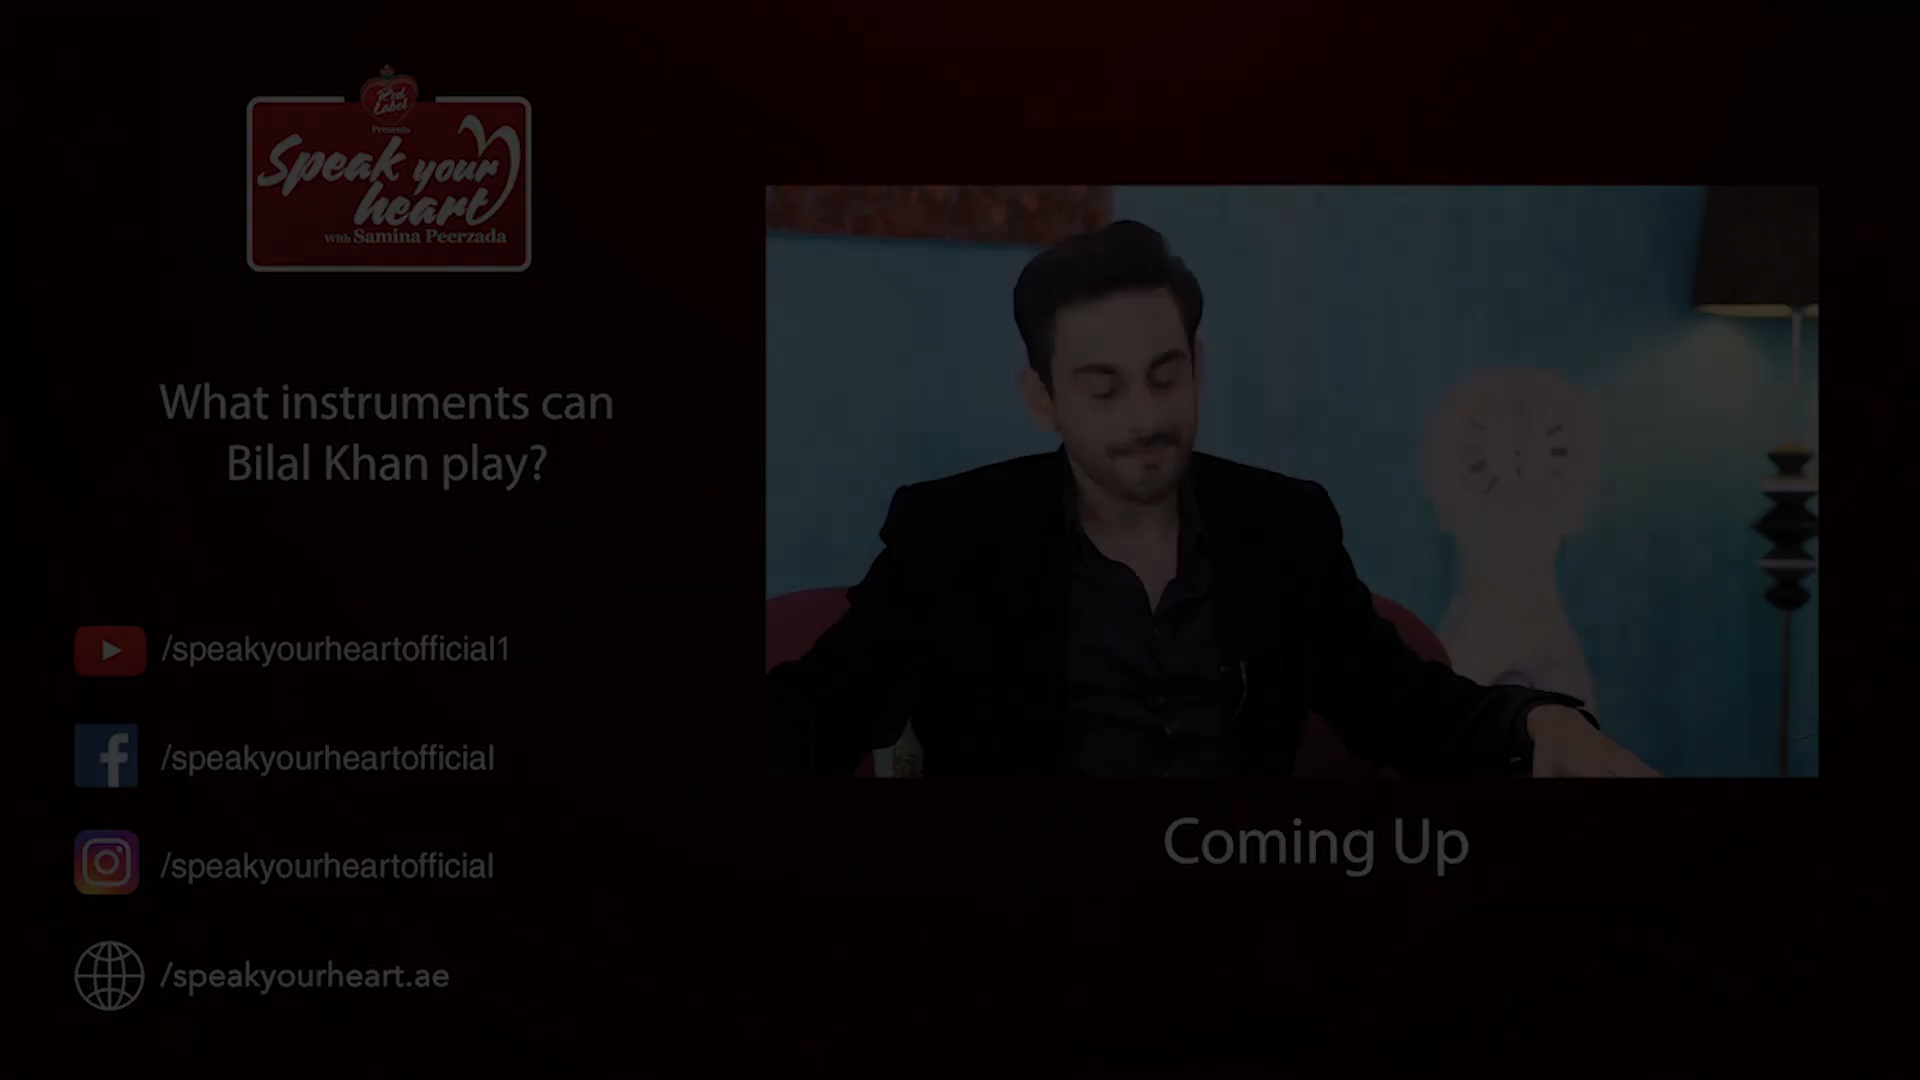 Red
Label
Presents
Speak your
heart
With Samina Peerzada
What instruments can
Bilal Khan play?
/speakyourheartofficial1
/speakyourheartofficial
/speakyourheartofficial
/speakyourheart.ae
Coming Up